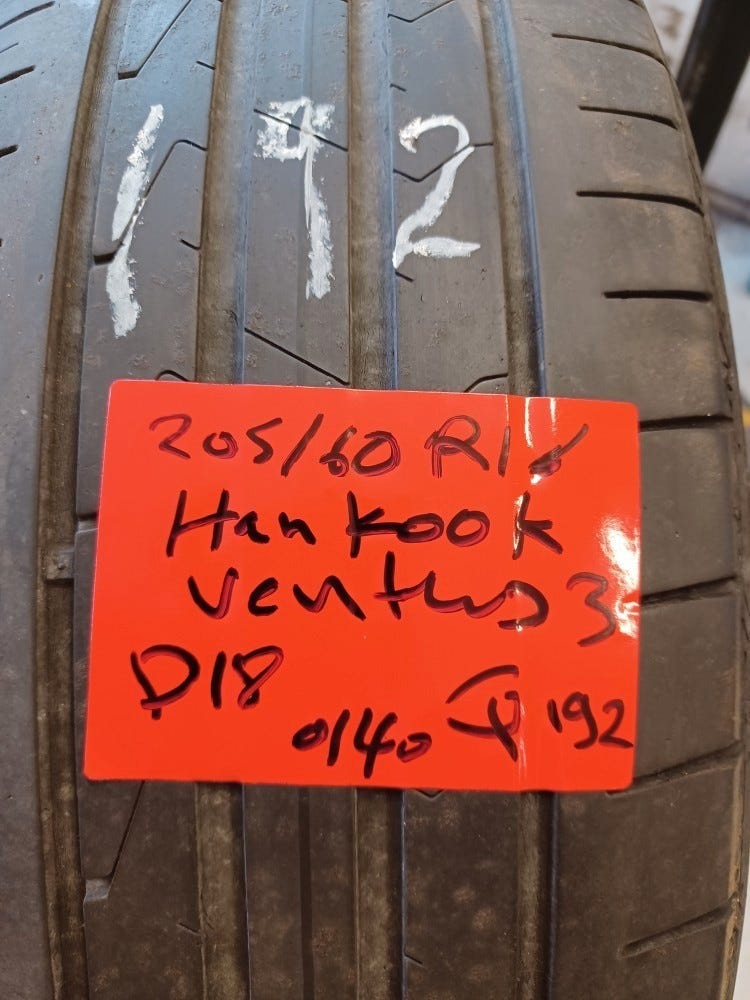 192
205/60 R16
Hankook
Ventus 3
D18
0140 192